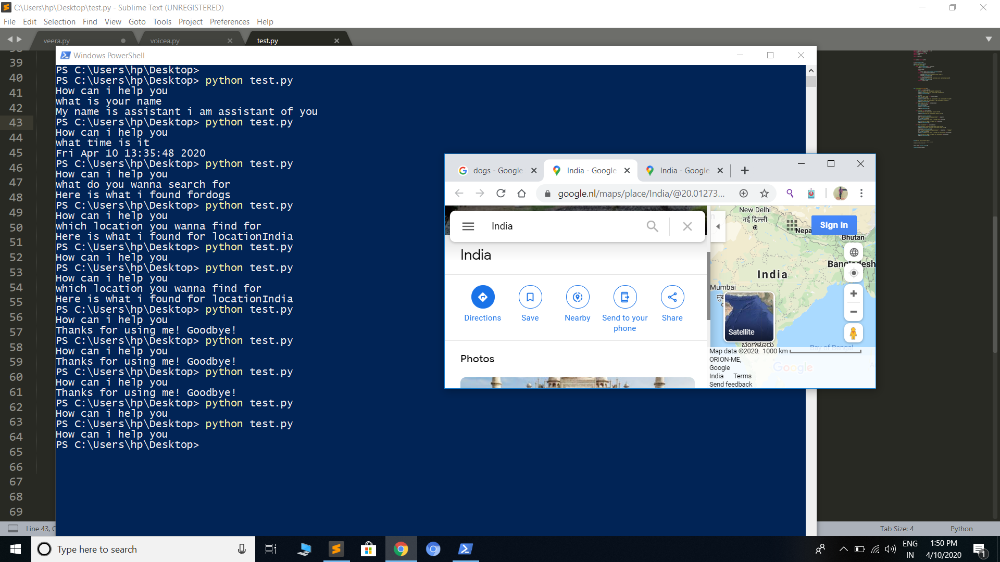 C:\Users\hp\Desktop\test.py - Sublime Text (UNREGISTERED)
File Edit Selection Find View Goto Tools Project Preferences Help
veera.py voicea.py test.py
Windows PowerShell
39
40
41
42
43
44
45
46
47
48
49
50
51
52
53
54
55
56
57
58
59
60
61
62
63
64
65
66
67
68
69
PS C:\Users\hp\Desktop>
PS C:\Users\hp\Desktop> python test.py
How can i help you
what is your name
My name is assistant i am assistant of you
PS C:\Users\hp\Desktop> python test.py
How can i help you
what time is it
Fri Apr 10 13:35:48 2020
PS C:\Users\hp\Desktop> python test.py
How can i help you
what do you wanna search for
Here is what i found fordogs
PS C:\Users\hp\Desktop> python test.py
How can i help you
which location you wanna find for
Here is what i found for locationIndia
PS C:\Users\hp\Desktop> python test.py
How can i help you
PS C:\Users\hp\Desktop> python test.py
How can i help you
which location you wanna find for
Here is what i found for locationIndia
PS C:\Users\hp\Desktop> python test.py
How can i help you
Thanks for using me! Goodbye!
PS C:\Users\hp\Desktop> python test.py
How can i help you
Thanks for using me! Goodbye!
PS C:\Users\hp\Desktop> python test.py
How can i help you
Thanks for using me! Goodbye!
PS C:\Users\hp\Desktop> python test.py
How can i help you
PS C:\Users\hp\Desktop> python test.py
How can i help you
PS C:\Users\hp\Desktop>
dogs - Google India - Google India - Google
google.nl/maps/place/India/@20.01273...
India
India
Directions
Save
Nearby
Send to your
phone
Share
Photos
New Delhi
नई दिल्ली
Sign in
Nepa
Bhutan
Bangladesh
India
Mumbai
Satellite
ಬೆಂಗಳೂರು
Bay of Bengal
Map data ©2020 1000 km
ORION-ME,
Google
Google
India Terms
Send feedback
Line 43, C
Tab Size: 4 Python
Type here to search
ENG
IN
1:50 PM
4/10/2020
1